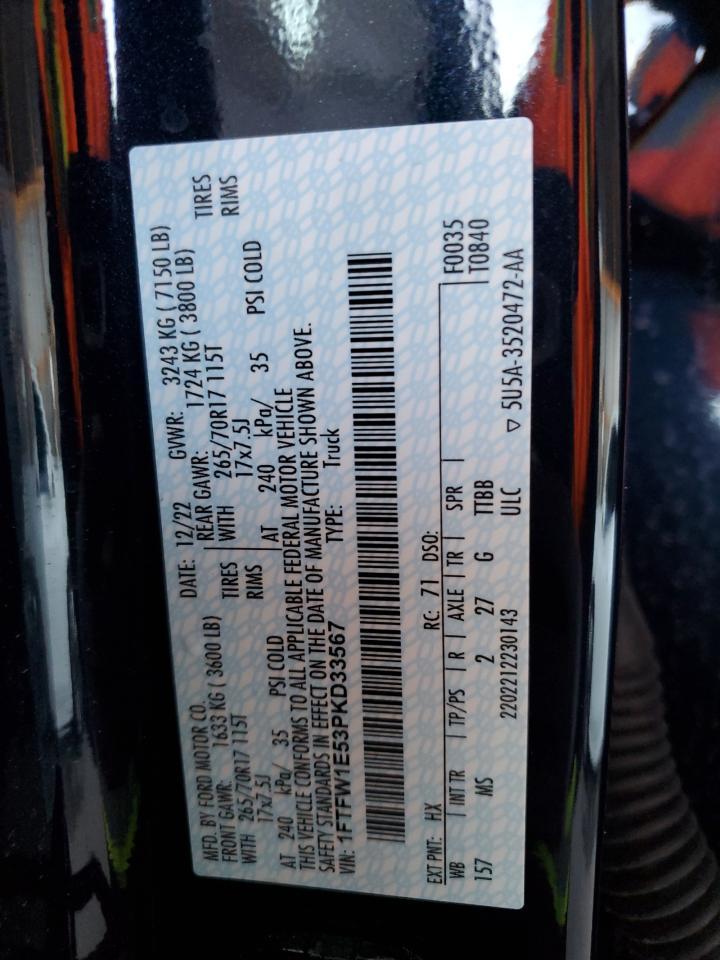 MFD. BY FORD MOTOR CO. DATE: 12/22 GVWR: 3243 KG ( 7150 LB)
FRONT GAWR: 1633 KG ( 3600 LB) REAR GAWR: 1724 KG ( 3800 LB)
WITH 265/70R17 115T TIRES WITH 265/70R17 115T TIRES
17x7.5J RIMS 17x7.5J RIMS
AT 240 kPa/ 35 PSI COLD AT 240 kPa/ 35 PSI COLD
THIS VEHICLE CONFORMS TO ALL APPLICABLE FEDERAL MOTOR VEHICLE
SAFETY STANDARDS IN EFFECT ON THE DATE OF MANUFACTURE SHOWN ABOVE.
VIN: 1FTFW1E53PKD33567 TYPE: Truck
EXT PNT: HX RC: 71 DSO: F0035
WB INT TR TP/PS R AXLE TR SPR T0840
157 MS 2 27 G TTBB
2202212230143 ULC ▽ 5U5A-3520472-AA